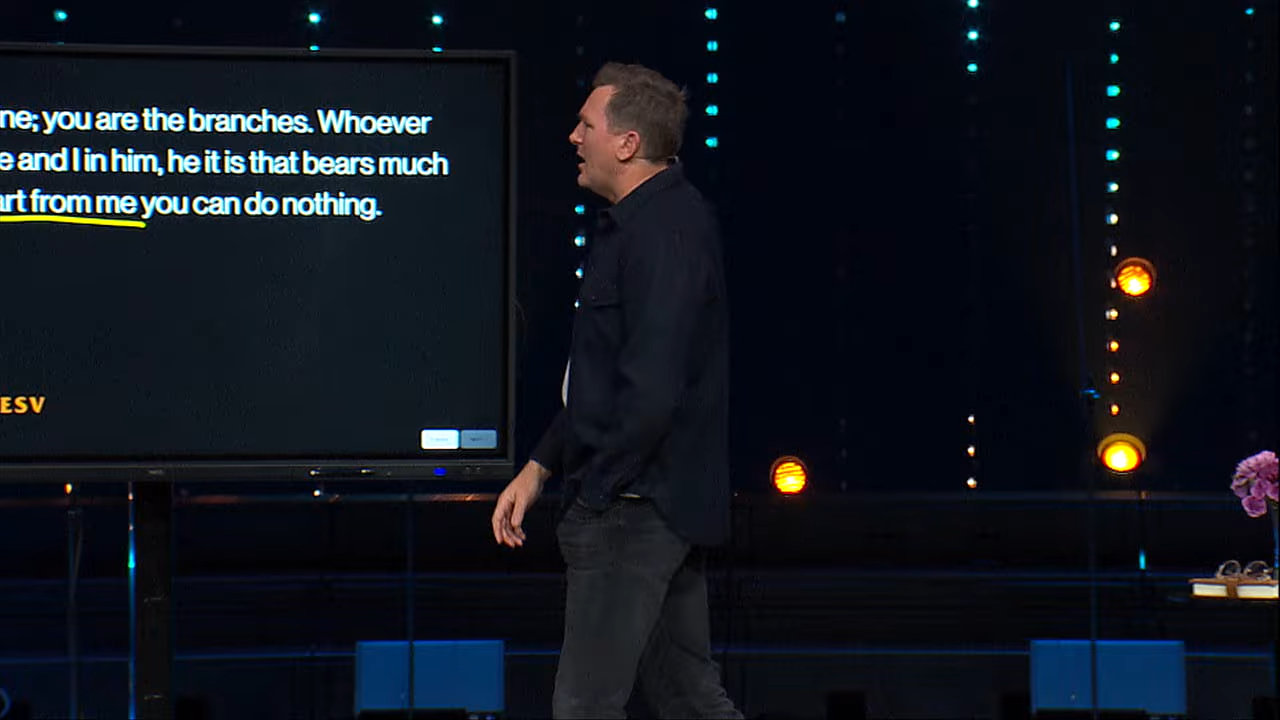 ne; you are the branches. Whoever
e and I in him, he it is that bears much
art from me you can do nothing.
ESV